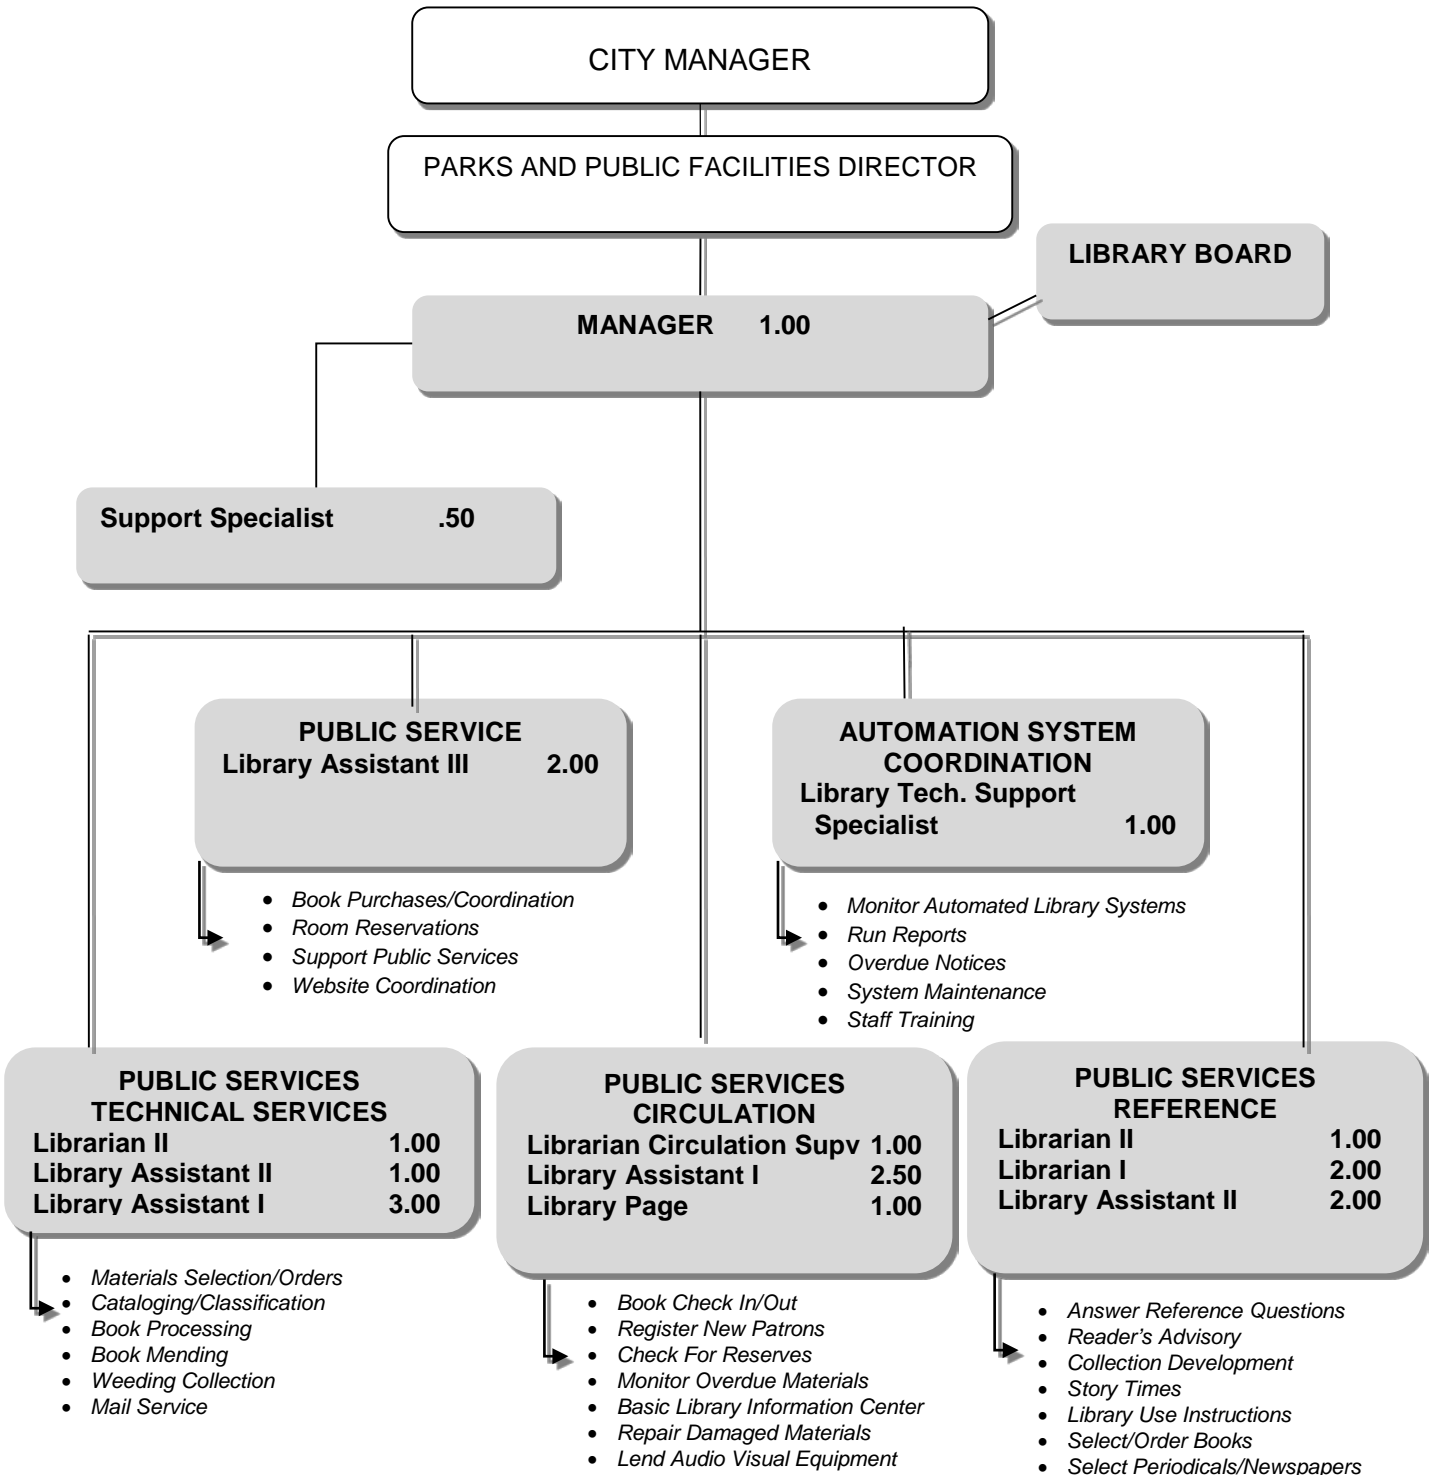 CITY MANAGER
PARKS AND PUBLIC FACILITIES DIRECTOR
LIBRARY BOARD
MANAGER 1.00
Support Specialist .50
PUBLIC SERVICE
Library Assistant III 2.00
• Book Purchases/Coordination
• Room Reservations
• Support Public Services
• Website Coordination
AUTOMATION SYSTEM
COORDINATION
Library Tech. Support
Specialist 1.00
• Monitor Automated Library Systems
• Run Reports
• Overdue Notices
• System Maintenance
• Staff Training
PUBLIC SERVICES
TECHNICAL SERVICES
Librarian II 1.00
Library Assistant II 1.00
Library Assistant I 3.00
• Materials Selection/Orders
• Cataloging/Classification
• Book Processing
• Book Mending
• Weeding Collection
• Mail Service
PUBLIC SERVICES
CIRCULATION
Librarian Circulation Supv 1.00
Library Assistant I 2.50
Library Page 1.00
• Book Check In/Out
• Register New Patrons
• Check For Reserves
• Monitor Overdue Materials
• Basic Library Information Center
• Repair Damaged Materials
• Lend Audio Visual Equipment
PUBLIC SERVICES
REFERENCE
Librarian II 1.00
Librarian I 2.00
Library Assistant II 2.00
• Answer Reference Questions
• Reader's Advisory
• Collection Development
• Story Times
• Library Use Instructions
• Select/Order Books
• Select Periodicals/Newspapers